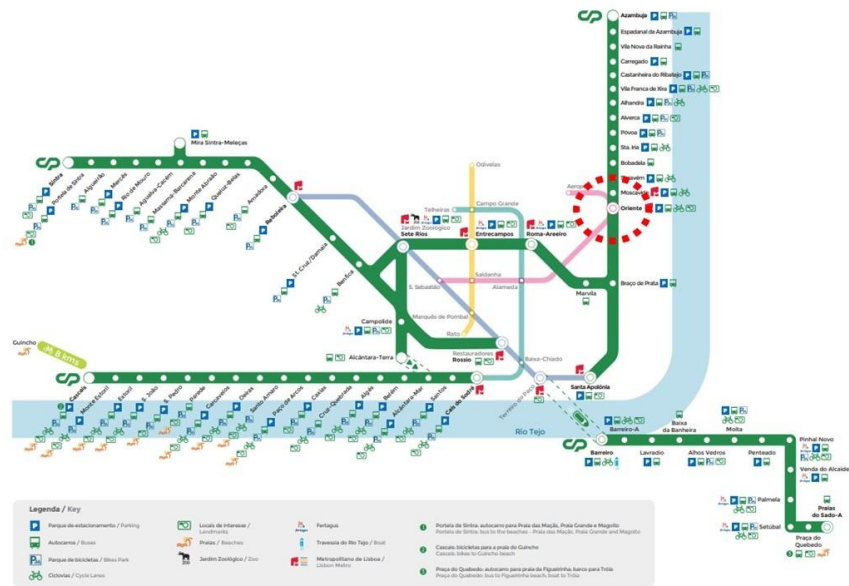 Azambuja
Espadanal da Azambuja
Vila Nova da Rainha
Carregado
Castanheira do Ribatejo
Vila Franca de Xira
Alhandra
Alverca
Póvoa
Sta. Iria
Bobadela
Moscavide
Oriente
Braço de Prata
Mira Sintra-Meleças
Sintra
Portela de Sintra
Algueirão
Mercês
Rio de Mouro
Agualva-Cacém
Massamá-Barcarena
Monte Abraão
Queluz-Belas
Amadora
Reboleira
Benfica
Odivelas
Telheiras
Campo Grande
Jardim Zoológico
Sete Rios
Entrecampos
Roma-Areeiro
S. Sebastião
Saldanha
Alameda
Marvila
Marquês de Pombal
Rato
Campolide
Restauradores
Rossio
Alcântara-Terra
Baixa-Chiado
Terreiro do Paço
Santa Apolónia
Guincho
8 kms
Cascais
Monte Estoril
Estoril
S. João
S. Pedro
Parede
Carcavelos
Oeiras
Santo Amaro
Paço de Arcos
Caxias
Cruz-Quebrada
Algés
Belém
Alcântara-Mar
Santos
Cais do Sodré
Rio Tejo
Barreiro-A
Barreiro
Lavradio
Baixa
da Banheira
Alhos Vedros
Moita
Penteado
Pinhal Novo
Venda do Alcaide
Palmela
Setúbal
Praça do
Quebedo
Praias
do Sado-A
Legenda / Key
Parque de estacionamento / Parking
Autocarros / Buses
Parque de bicicletas / Bikes Park
Ciclovias / Cycle Lanes
Locais de Interesse /
Landmarks
Praias / Beaches
Jardim Zoológico / Zoo
Fertagus
Travessia do Rio Tejo / Boat
Metropolitano de Lisboa /
Lisbon Metro
Portela de Sintra: autocarro para Praia das Maçãs, Praia Grande e Magoito
Portela de Sintra: bus to the beaches - Praia das Maçãs, Praia Grande and Magoito
Cascais: bicicletas para a praia do Guincho
Cascais: bikes to Guincho beach
Praça do Quebedo: autocarro para praia da Figueirinha; barco para Tróia
Praça do Quebedo: bus to Figueirinha beach; boat to Tróia